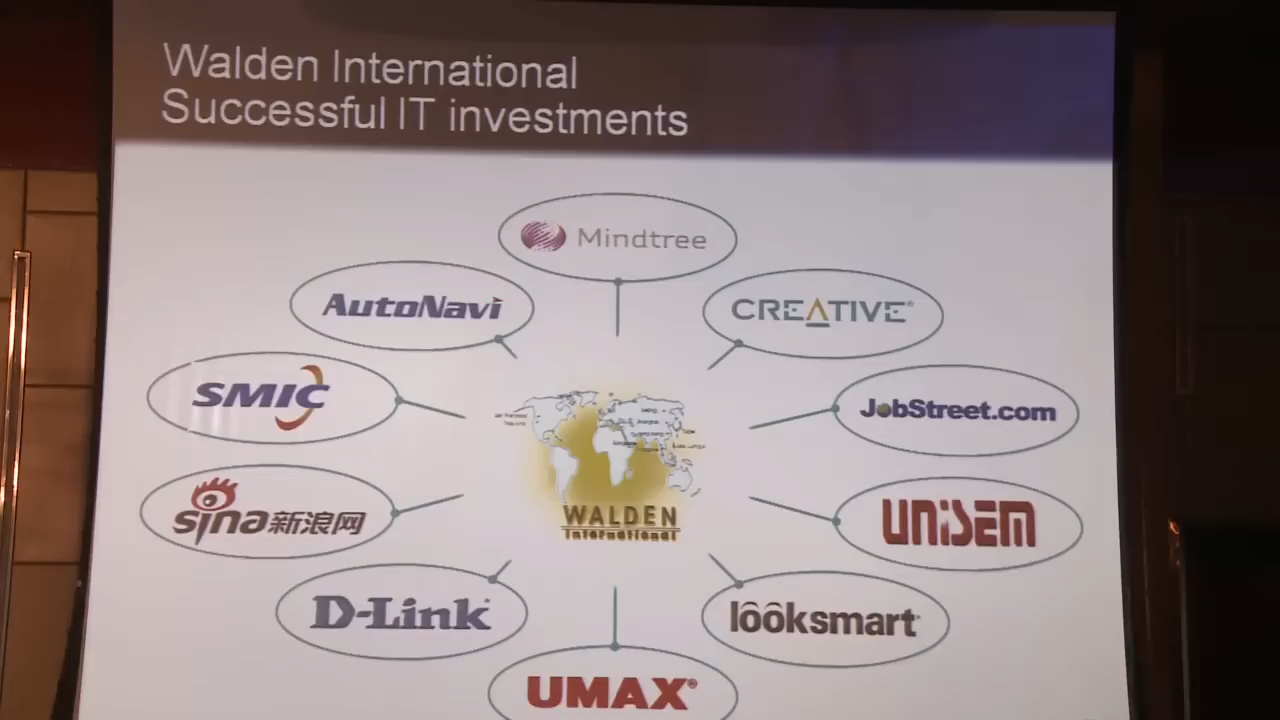 Walden International
Successful IT investments
Mindtree
AutoNavi
CREATIVE®
SMIC
JobStreet.com
sina新浪网
UNiSEM
WALDEN
International
D-Link
lôôksmart
UMAX®